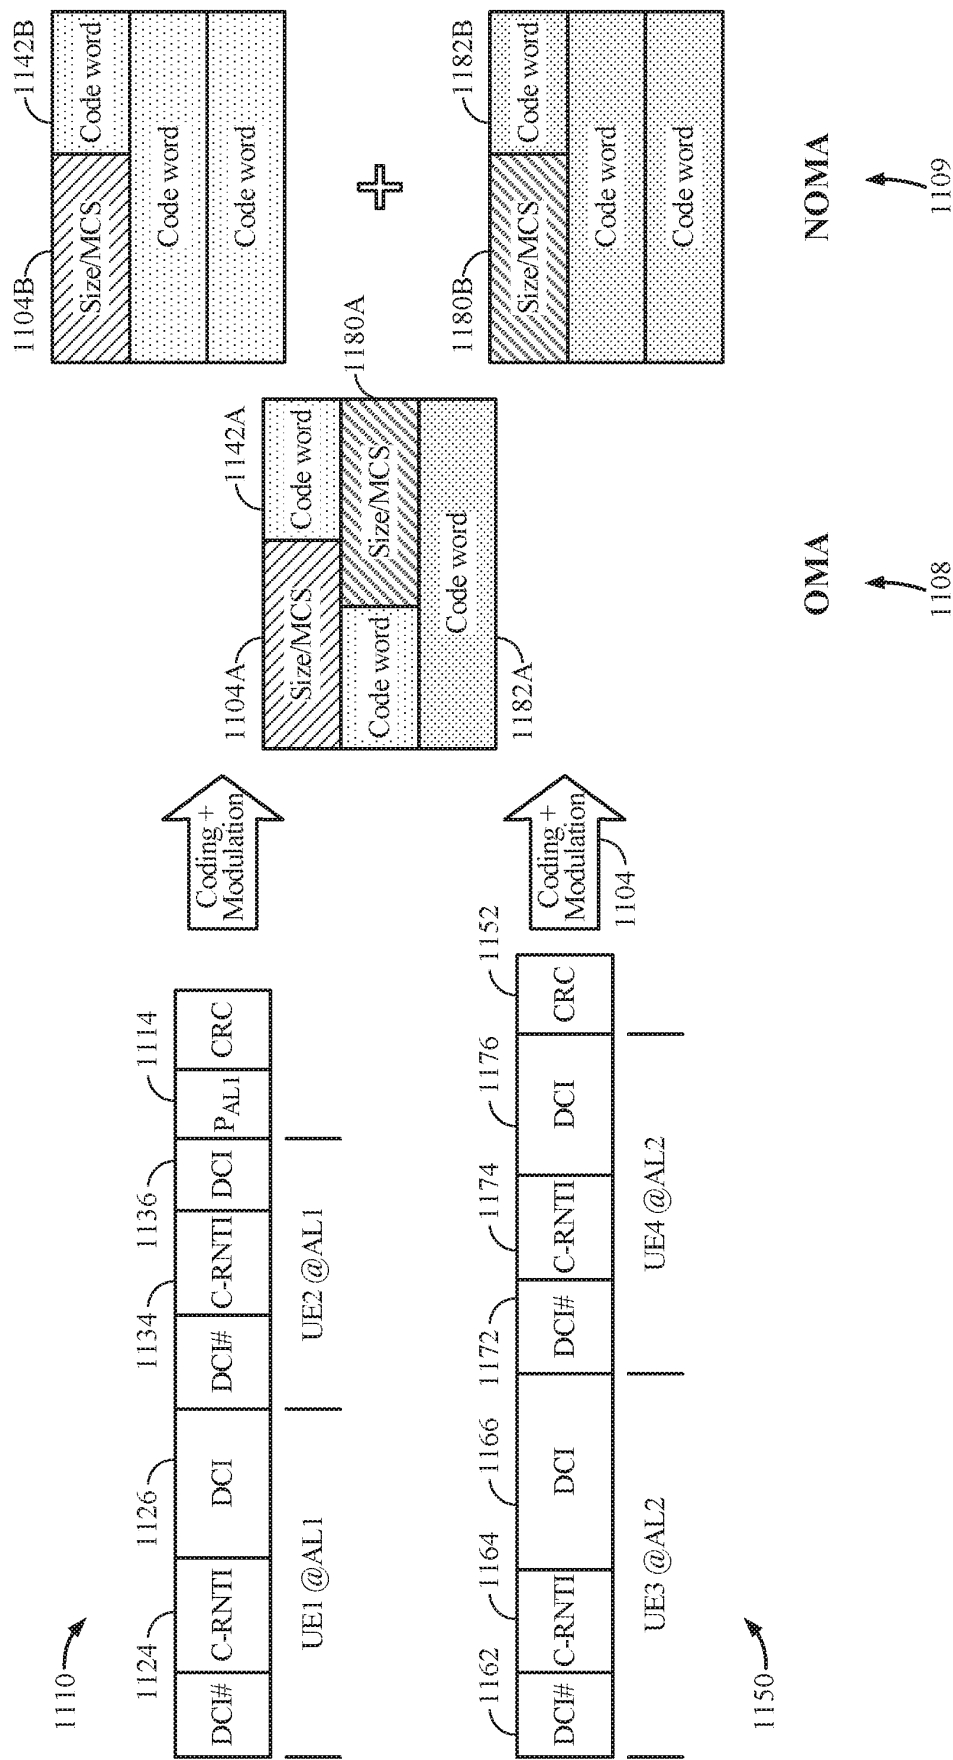 1110
1124
1126
1134
1136
1114
DCI#
C-RNTI
DCI
DCI#
C-RNTI
DCI
PAL1
CRC
UE1@AL1
UE2@AL1
Coding +
Modulation
1162
1164
1166
1172
1174
1176
1152
DCI#
C-RNTI
DCI
DCI#
C-RNTI
DCI
CRC
UE3@AL2
UE4@AL2
1150
Coding +
Modulation
1104
1104A
1142A
Size/MCS
Code word
Code word
Size/MCS
1180A
Code word
1182A
OMA
1108
1104B
1142B
Size/MCS
Code word
Code word
Code word
+
1180B
1182B
Size/MCS
Code word
Code word
Code word
NOMA
1109